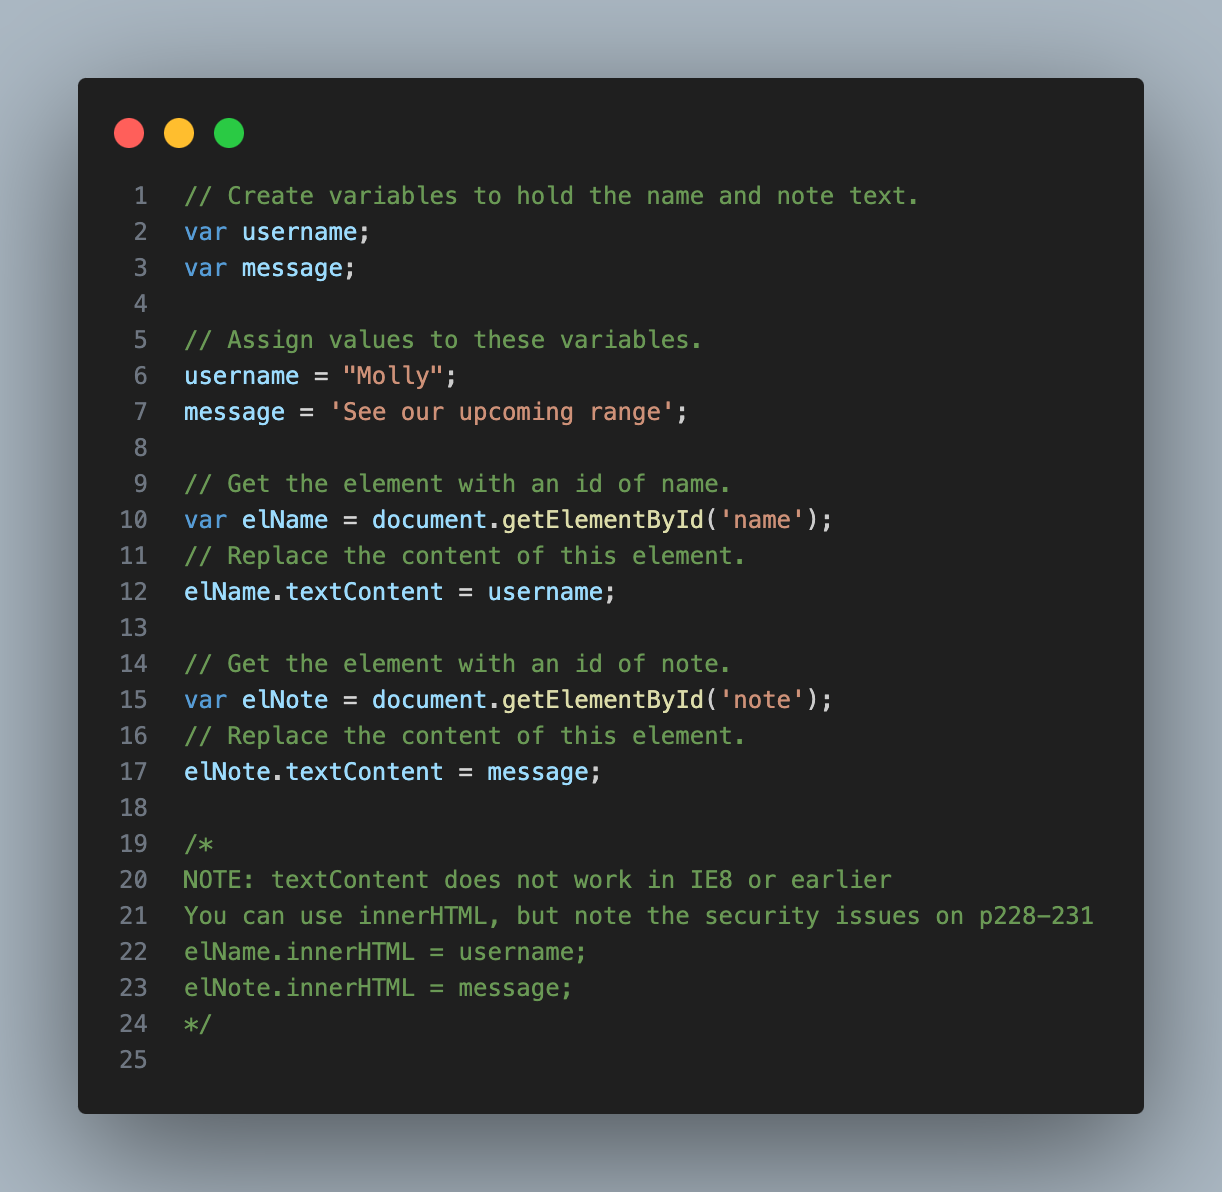 1 // Create variables to hold the name and note text.
2 var username;
3 var message;
4
5 // Assign values to these variables.
6 username = "Molly";
7 message = 'See our upcoming range';
8
9 // Get the element with an id of name.
10 var elName = document.getElementById('name');
11 // Replace the content of this element.
12 elName.textContent = username;
13
14 // Get the element with an id of note.
15 var elNote = document.getElementById('note');
16 // Replace the content of this element.
17 elNote.textContent = message;
18
19 /*
20 NOTE: textContent does not work in IE8 or earlier
21 You can use innerHTML, but note the security issues on p228-231
22 elName.innerHTML = username;
23 elNote.innerHTML = message;
24 */
25